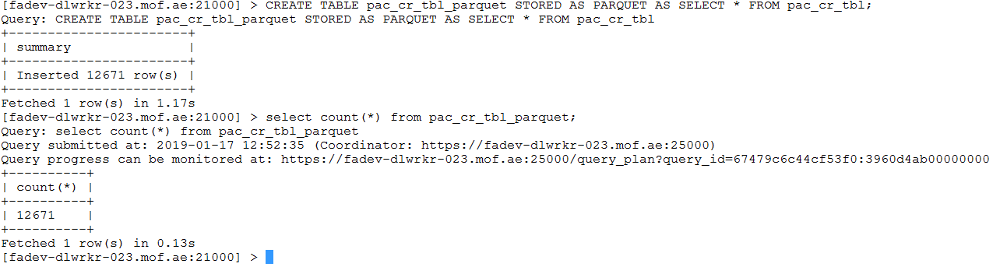 [fadev-dlwrkr-023.mof.ae:21000] > CREATE TABLE pac_cr_tbl_parquet STORED AS PARQUET AS SELECT * FROM pac_cr_tbl;
Query: CREATE TABLE pac_cr_tbl_parquet STORED AS PARQUET AS SELECT * FROM pac_cr_tbl
+-----------------------+
| summary               |
+-----------------------+
| Inserted 12671 row(s) |
+-----------------------+
Fetched 1 row(s) in 1.17s
[fadev-dlwrkr-023.mof.ae:21000] > select count(*) from pac_cr_tbl_parquet;
Query: select count(*) from pac_cr_tbl_parquet
Query submitted at: 2019-01-17 12:52:35 (Coordinator: https://fadev-dlwrkr-023.mof.ae:25000)
Query progress can be monitored at: https://fadev-dlwrkr-023.mof.ae:25000/query_plan?query_id=67479c6c44cf53f0:3960d4ab00000000
+----------+
| count(*) |
+----------+
| 12671    |
+----------+
Fetched 1 row(s) in 0.13s
[fadev-dlwrkr-023.mof.ae:21000] >